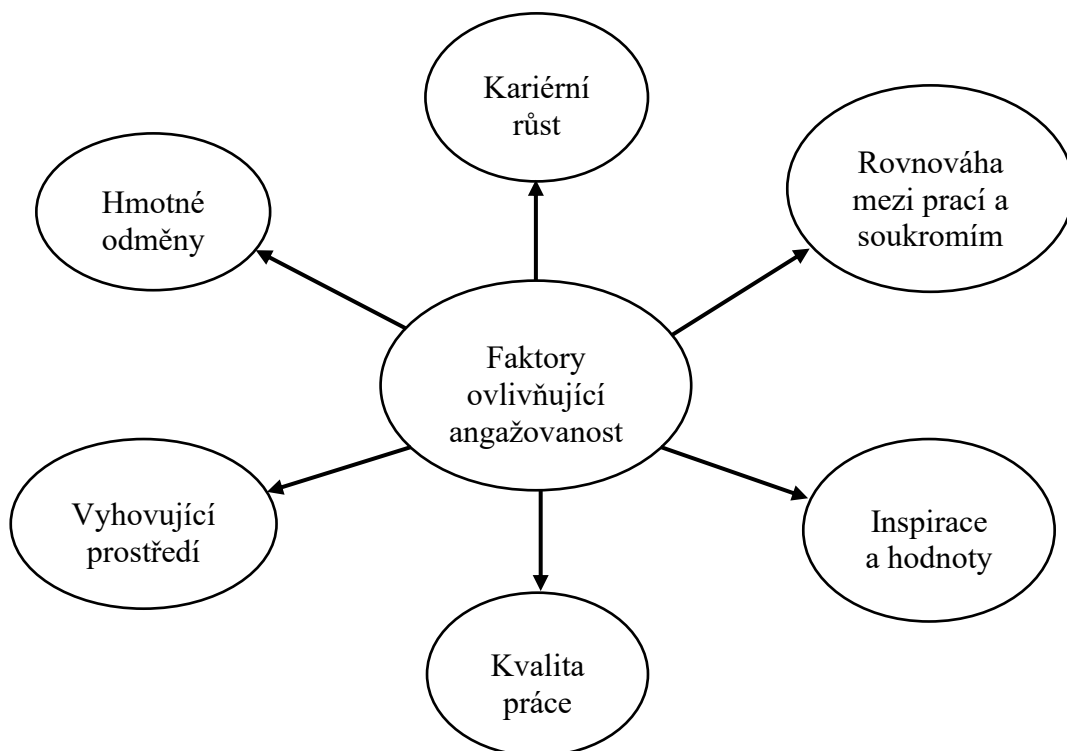 Kariérní
růst
Rovnováha
mezi prací a
soukromím
Hmotné
odměny
Faktory
ovlivňující
angažovanost
Vyhovující
prostředí
Inspirace
a hodnoty
Kvalita
práce